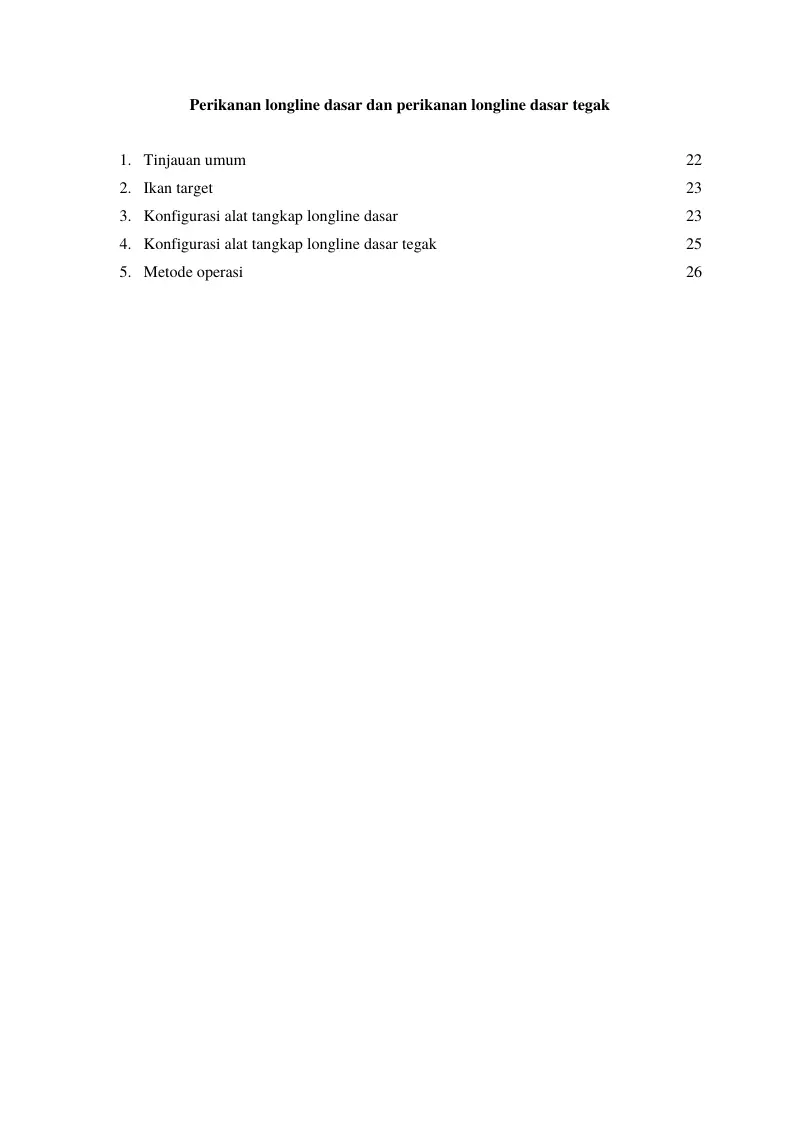 Perikanan longline dasar dan perikanan longline dasar tegak
1. Tinjauan umum 22
2. Ikan target 23
3. Konfigurasi alat tangkap longline dasar 23
4. Konfigurasi alat tangkap longline dasar tegak 25
5. Metode operasi 26